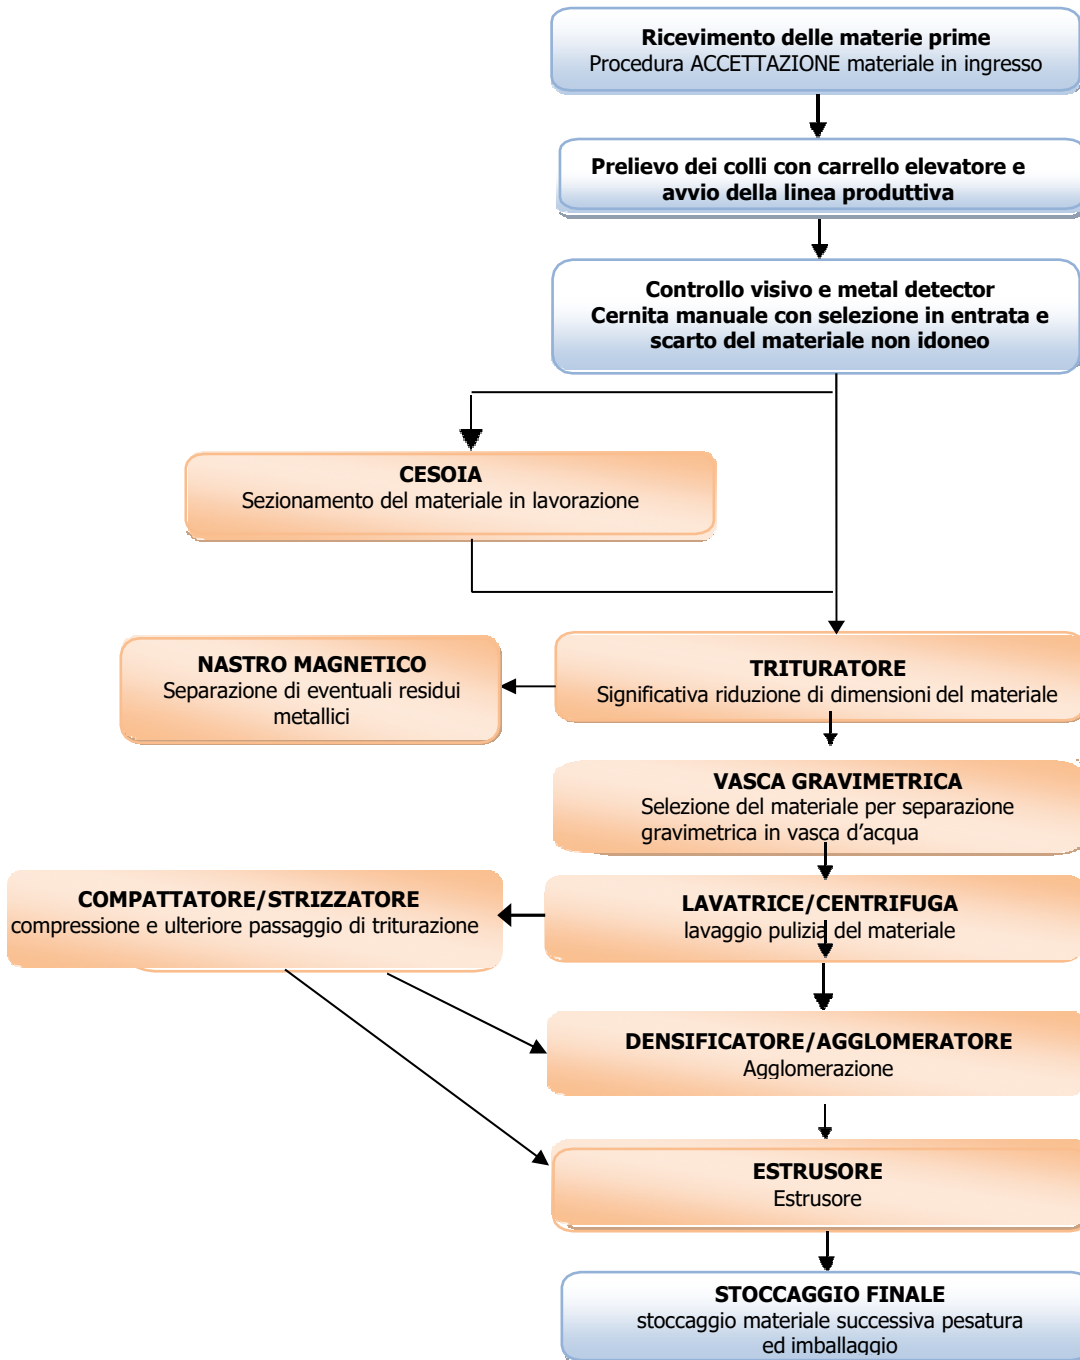 Ricevimento delle materie prime
Procedura ACCETTAZIONE materiale in ingresso
Prelievo dei colli con carrello elevatore e
avvio della linea produttiva
Controllo visivo e metal detector
Cernita manuale con selezione in entrata e
scarto del materiale non idoneo
CESOIA
Sezionamento del materiale in lavorazione
NASTRO MAGNETICO
Separazione di eventuali residui
metallici
TRITURATORE
Significativa riduzione di dimensioni del materiale
VASCA GRAVIMETRICA
Selezione del materiale per separazione
gravimetrica in vasca d'acqua
COMPATTATORE/STRIZZATORE
compressione e ulteriore passaggio di triturazione
LAVATRICE/CENTRIFUGA
lavaggio pulizia del materiale
DENSIFICATORE/AGGLOMERATORE
Agglomerazione
ESTRUSORE
Estrusore
STOCCAGGIO FINALE
stoccaggio materiale successiva pesatura
ed imballaggio